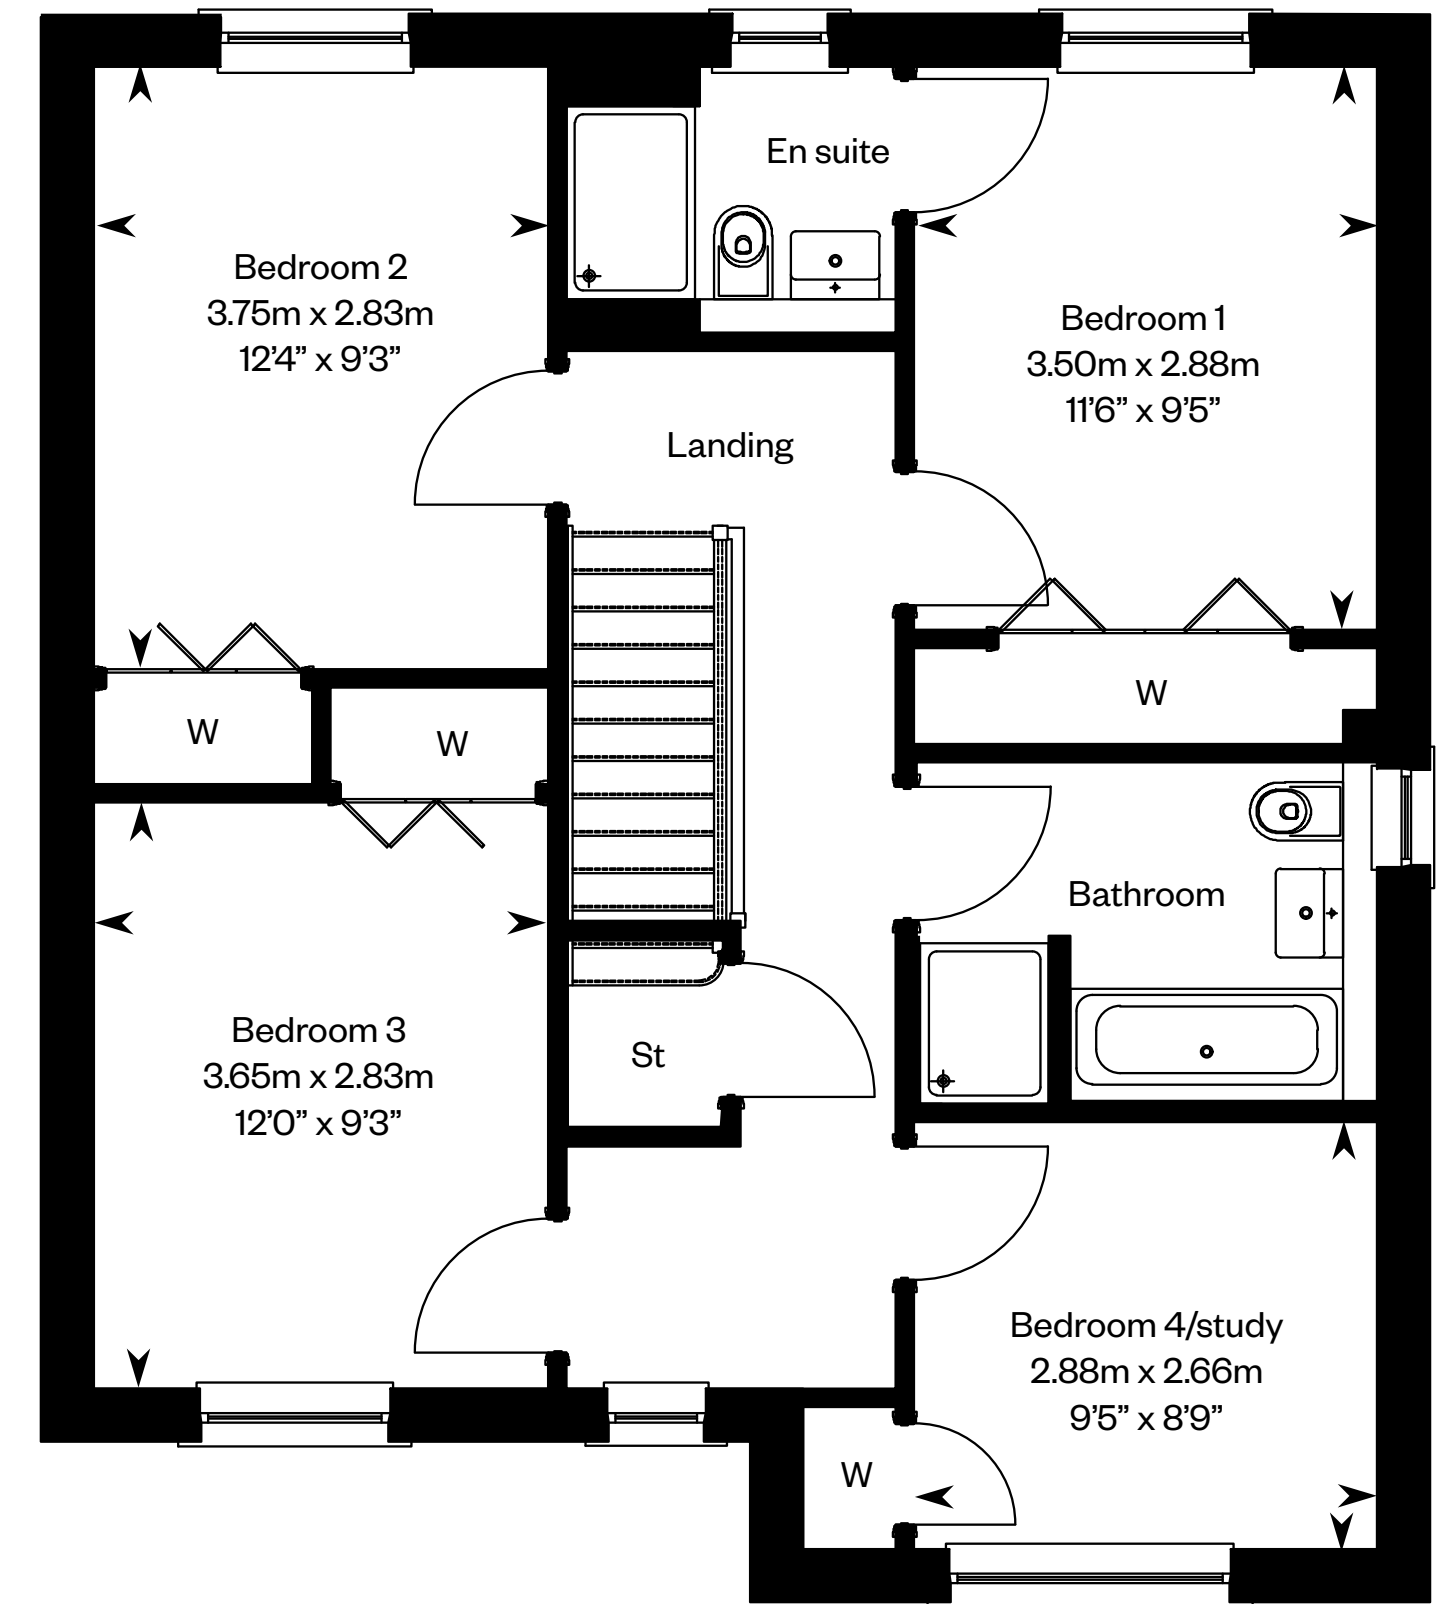 En suite
Bedroom 2
3.75m x 2.83m
12'4” x 9'3”
Bedroom 1
3.50m x 2.88m
11'6” x 9'5”
Landing
W
W
W
Bathroom
Bedroom 3
3.65m x 2.83m
12'0” x 9'3”
St
Bedroom 4/study
2.88m x 2.66m
9'5” x 8'9”
W